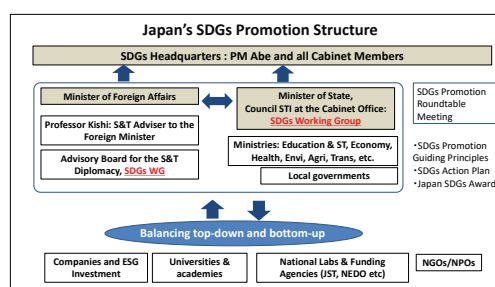 Japan's SDGs Promotion Structure
SDGs Headquarters : PM Abe and all Cabinet Members
Minister of Foreign Affairs
Professor Kishi: S&T Adviser to the
Foreign Minister
Advisory Board for the S&T
Diplomacy, SDGs WG
Minister of State,
Council STI at the Cabinet Office:
SDGs Working Group
Ministries: Education & ST, Economy,
Health, Envi, Agri, Trans, etc.
Local governments
SDGs Promotion
Roundtable
Meeting
・SDGs Promotion
Guiding Principles
・SDGs Action Plan
・Japan SDGs Award
Balancing top-down and bottom-up
Companies and ESG
Investment
Universities &
academies
National Labs & Funding
Agencies (JST, NEDO etc)
NGOs/NPOs